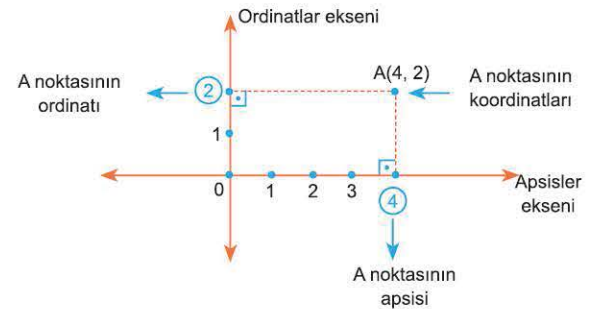 Ordinatlar ekseni
A noktasının
ordinatı
2
A(4, 2)
A noktasının
koordinatları
1
0
1
2
3
4
Apsisler
ekseni
A noktasının
apsisi